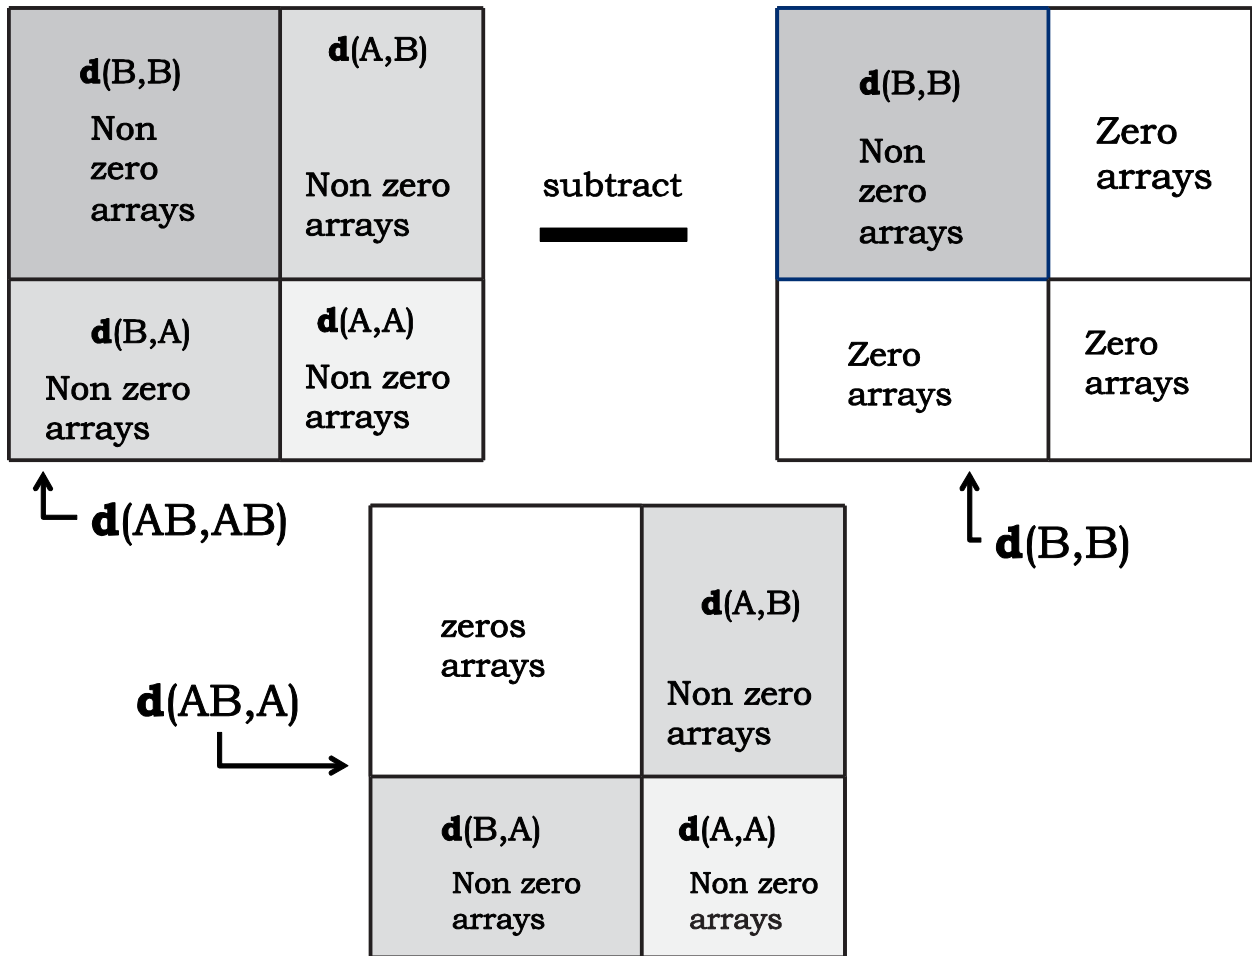 d(B,B)
Non
zero
arrays
d(A,B)
Non zero
arrays
d(B,A)
Non zero
arrays
d(A,A)
Non zero
arrays
d(AB,AB)
subtract
d(B,B)
Non
zero
arrays
Zero
arrays
Zero
arrays
Zero
arrays
d(B,B)
d(AB,A)
zeros
arrays
d(A,B)
Non zero
arrays
d(B,A)
Non zero
arrays
d(A,A)
Non zero
arrays